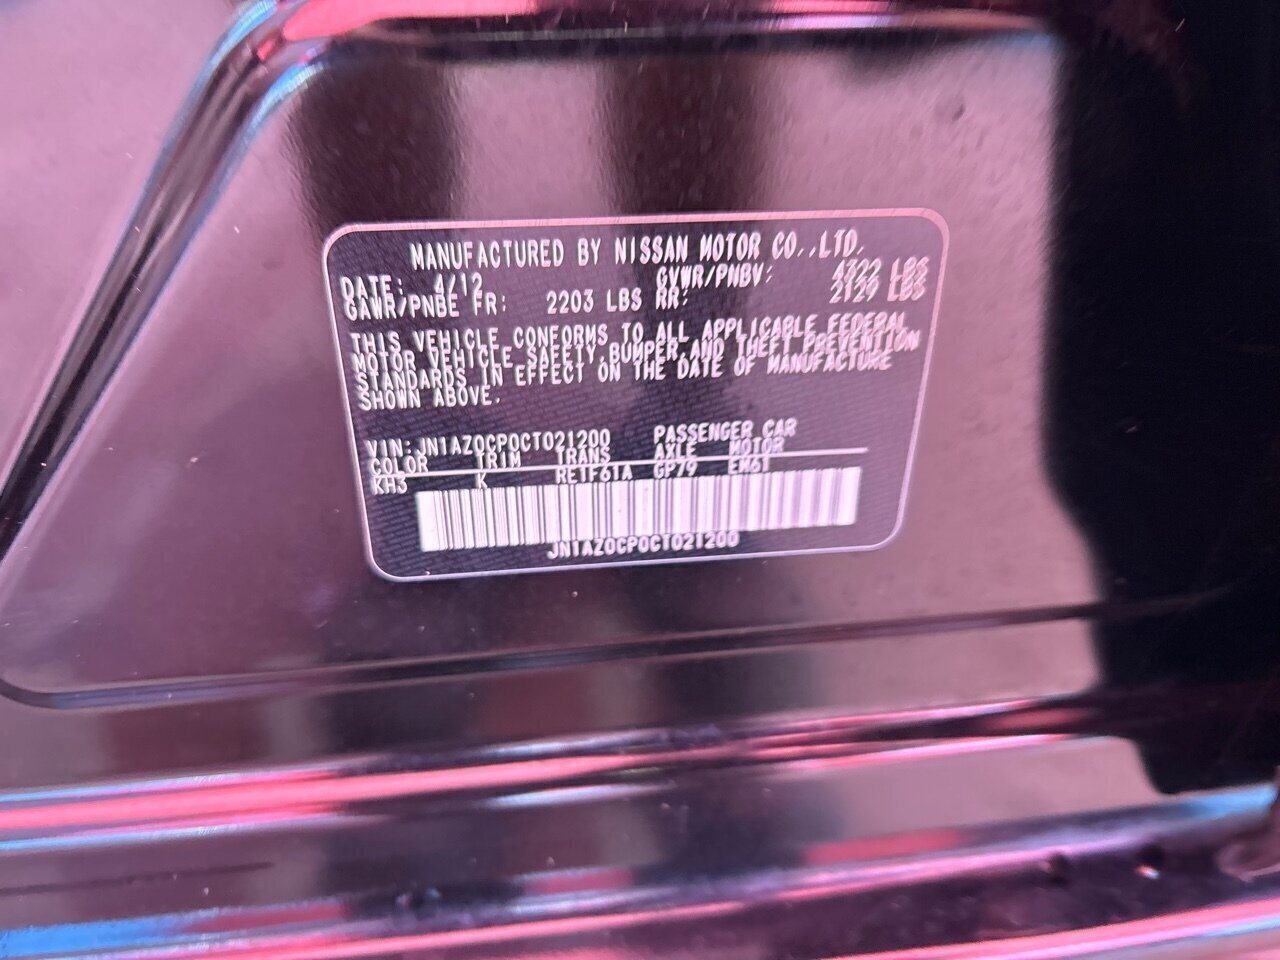 MANUFACTURED BY NISSAN MOTOR CO.,LTD.
DATE: 4/12 GVWR/PNBV: 4322 LBS
GAWR/PNBE FR: 2203 LBS RR: 2129 LBS
THIS VEHICLE CONFORMS TO ALL APPLICABLE FEDERAL
MOTOR VEHICLE SAFETY,BUMPER,AND THEFT PREVENTION
STANDARDS IN EFFECT ON THE DATE OF MANUFACTURE
SHOWN ABOVE.
VIN: JN1AZ0CP0CT021200 PASSENGER CAR
COLOR TRIM TRANS AXLE MOTOR
KH3 K RE1F61A GP79 EM61
JN1AZ0CP0CT021200